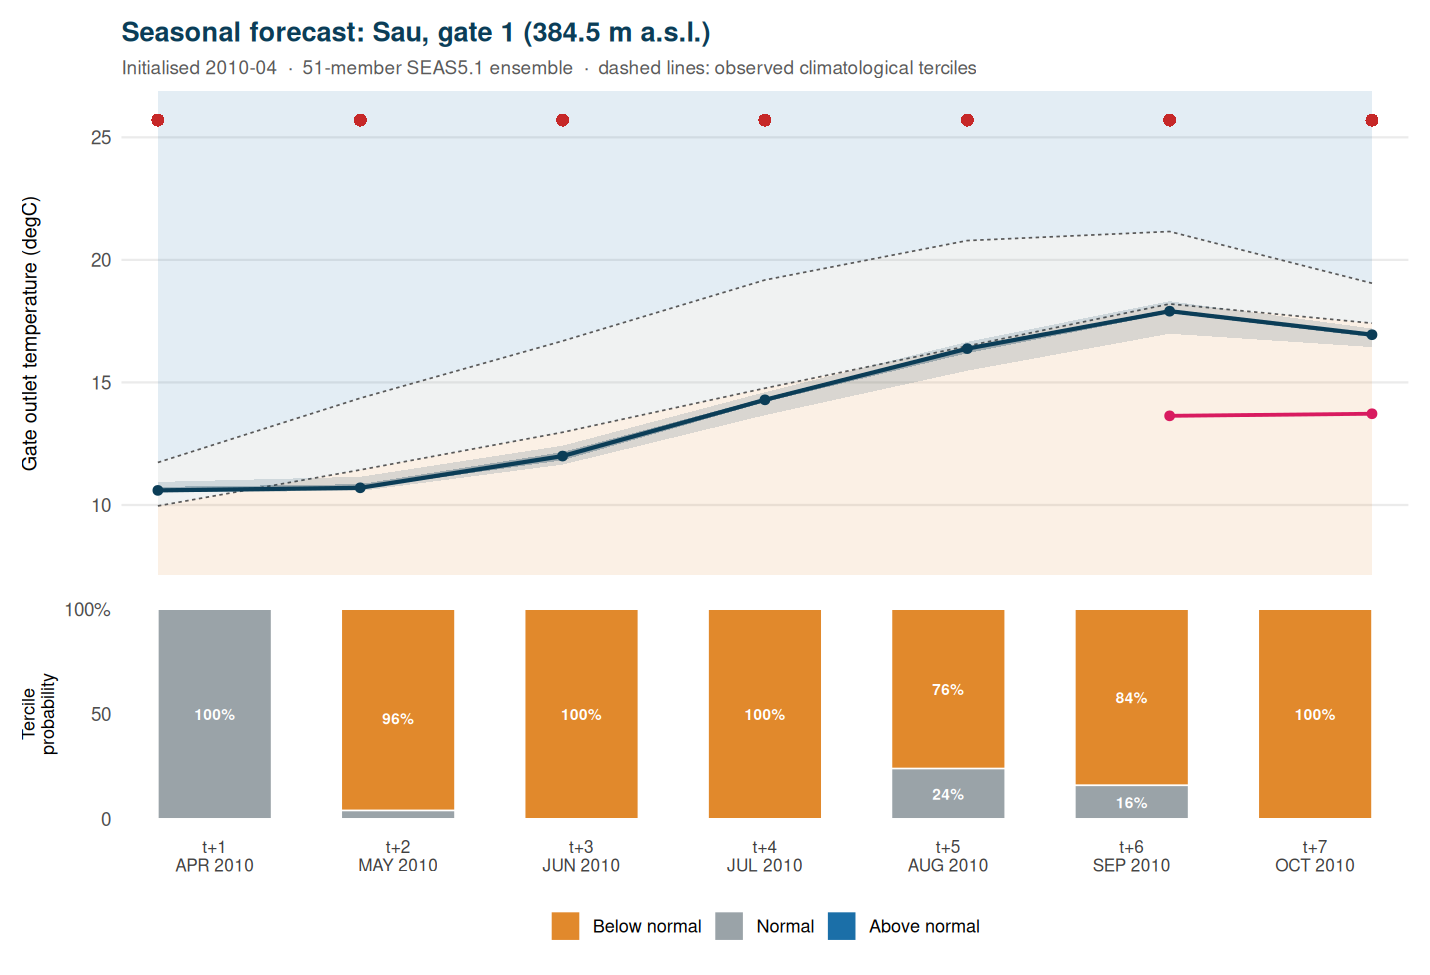 Seasonal forecast: Sau, gate 1 (384.5 m a.s.l.)
Initialised 2010-04 · 51-member SEAS5.1 ensemble · dashed lines: observed climatological terciles
Gate outlet temperature (degC)
25
20
15
10
Tercile
probability
100%
50
0
100%
96%
100%
100%
76%
24%
84%
16%
100%
t+1
APR 2010
t+2
MAY 2010
t+3
JUN 2010
t+4
JUL 2010
t+5
AUG 2010
t+6
SEP 2010
t+7
OCT 2010
Below normal
Normal
Above normal